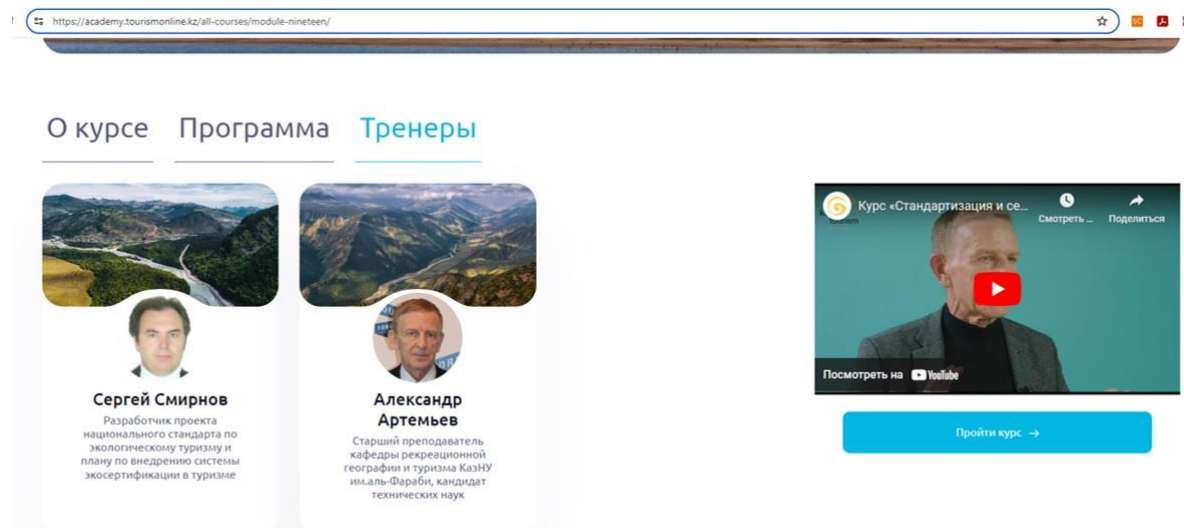 https://academy.tourismonline.kz/all-courses/module-nineteen/
О курсе Программа Тренеры
Сергей Смирнов
Разработчик проекта
национального стандарта по
экологическому туризму и
плану по внедрению системы
экосертификации в туризме
Александр
Артемьев
Старший преподаватель
кафедры рекреационной
географии и туризма КазНУ
им.аль-Фараби, кандидат
технических наук
Курс «Стандартизация и се...
Смотреть ...
Поделиться
Посмотреть на YouTube
Пройти курс →